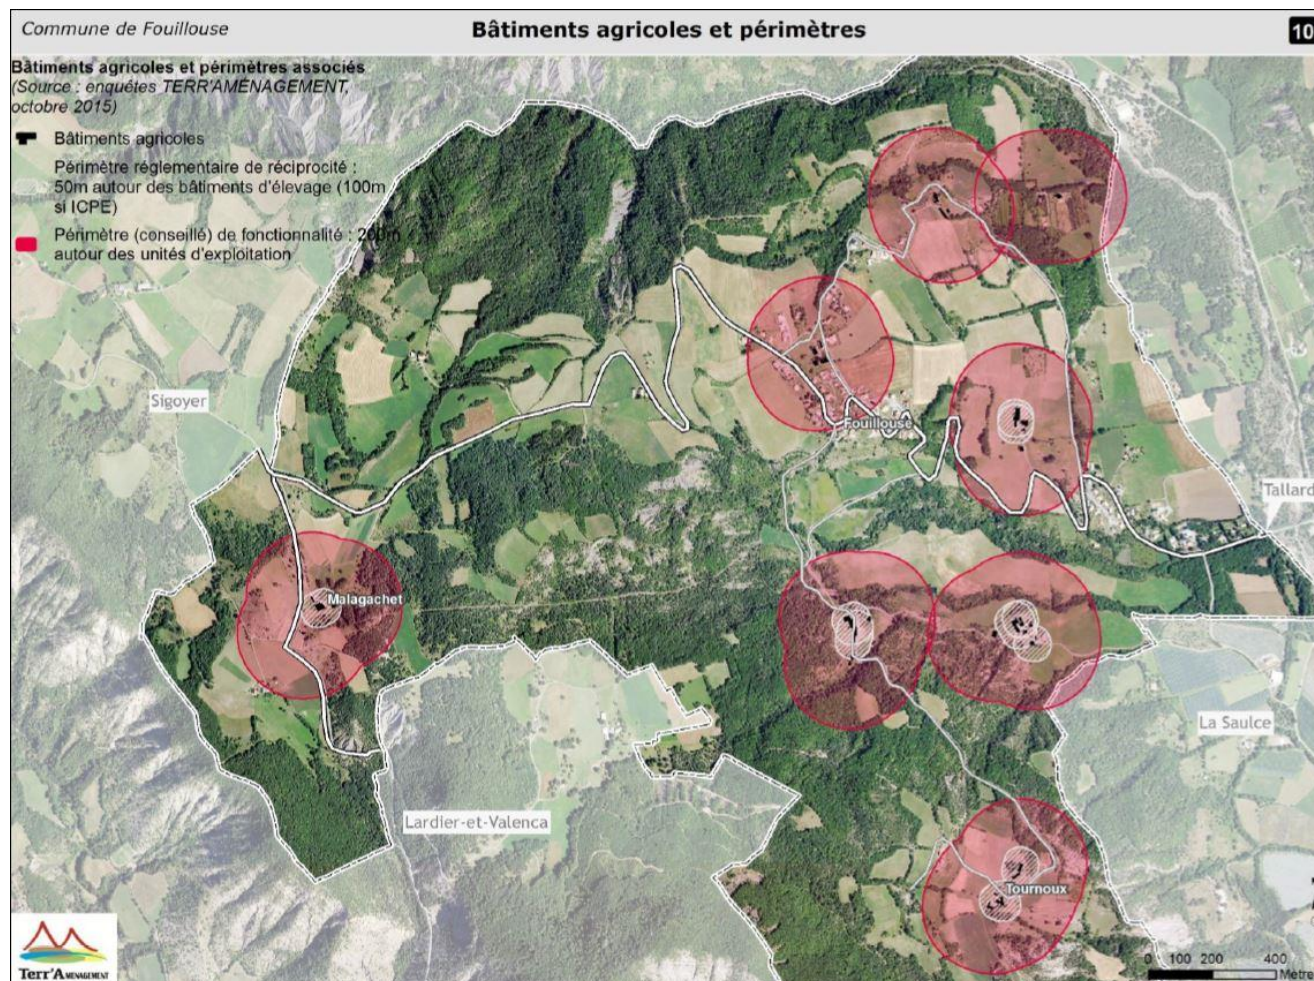 Commune de Fouillouse
Bâtiments agricoles et périmètres
10
Bâtiments agricoles et périmètres associés
(Source : enquêtes TERR'AMÉNAGEMENT,
octobre 2015)
Bâtiments agricoles
Périmètre réglementaire de réciprocité :
50m autour des bâtiments d'élevage (100m
si ICPE)
Périmètre (conseillé) de fonctionnalité : 200m
autour des unités d'exploitation
Sigoyer
Fouillouse
Tallard
Malagachet
La Saulce
Lardier-et-Valenca
Tournoux
Terr'AMENAGEMENT
0 100 200 400
Mètre